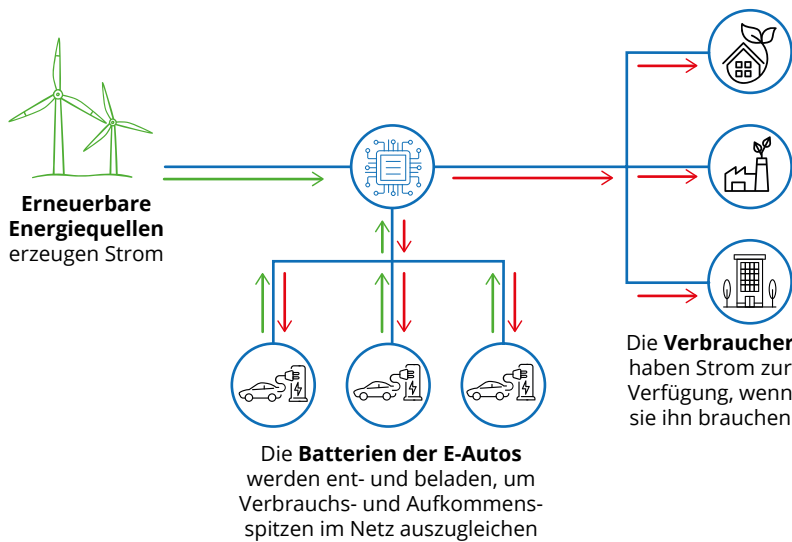 Erneuerbare
Energiequellen
erzeugen Strom
Die Verbraucher
haben Strom zur
Verfügung, wenn
sie ihn brauchen
Die Batterien der E-Autos
werden ent- und beladen, um
Verbrauchs- und Aufkommens-
spitzen im Netz auszugleichen